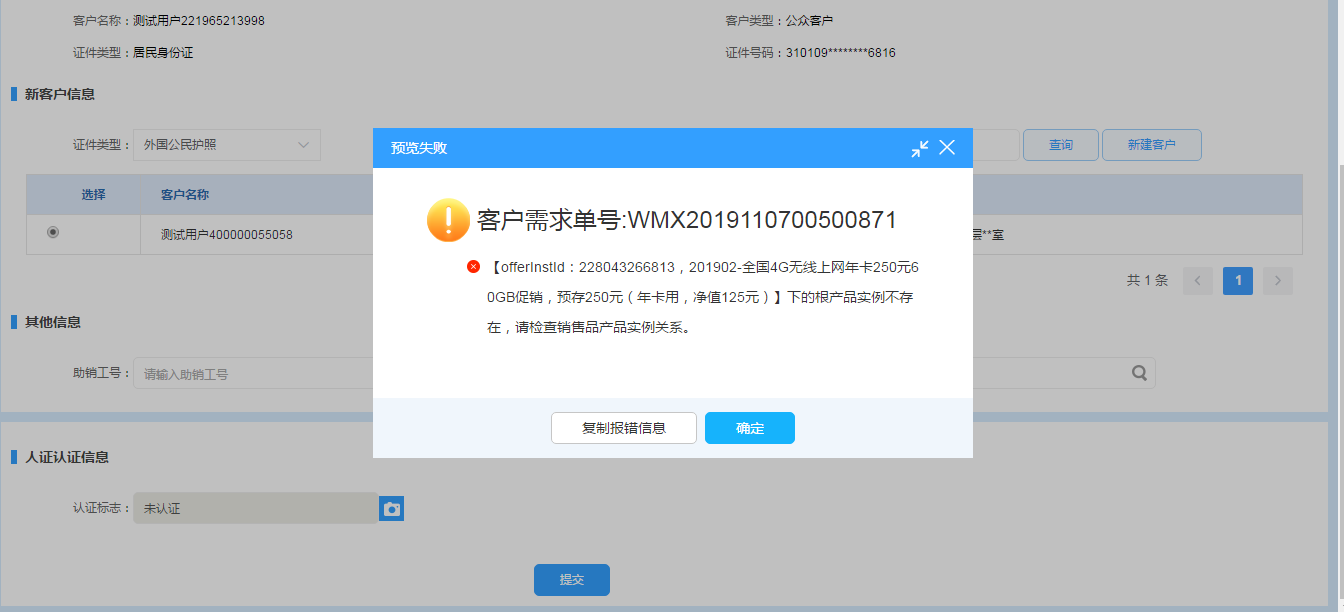 客户名称：测试用户221965213998
客户类型：公众客户
证件类型：居民身份证
证件号码：310109********6816
新客户信息
证件类型：
外国公民护照
查询
新建客户
选择
客户名称
测试用户400000055058
层**室
共 1 条
1
其他信息
助销工号：
请输入助销工号
人证认证信息
认证标志：
未认证
提交
预览失败
客户需求单号:WMX2019110700500871
【offerInstId：228043266813，201902-全国4G无线上网年卡250元6
0GB促销，预存250元（年卡用，净值125元）】下的根产品实例不存
在，请检查销售品产品实例关系。
复制报错信息
确定